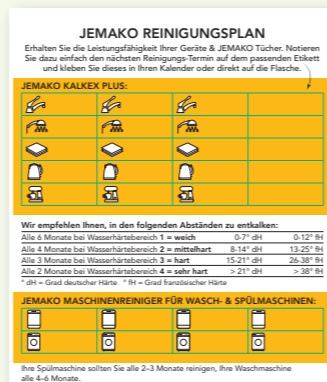 JEMAKO REINIGUNGSPLAN
Erhalten Sie die Leistungsfähigkeit Ihrer Geräte & JEMAKO Tücher. Notieren
Sie dazu einfach den nächsten Reinigungs-Termin auf dem passenden Etikett
und kleben Sie dieses in Ihren Kalender oder direkt auf die Flasche.
JEMAKO KALKEX PLUS:
Wir empfehlen Ihnen, in den folgenden Abständen zu entkalken:
Alle 6 Monate bei Wasserhärtebereich 1 = weich 0-7° dH 0-12° fH
Alle 4 Monate bei Wasserhärtebereich 2 = mittelhart 8-14° dH 13-25° fH
Alle 3 Monate bei Wasserhärtebereich 3 = hart 15-21° dH 26-38° fH
Alle 2 Monate bei Wasserhärtebereich 4 = sehr hart > 21° dH > 38° fH
° dH = Grad deutscher Härte ° fH = Grad französischer Härte
JEMAKO MASCHINENREINIGER FÜR WASCH- & SPÜLMASCHINEN:
Ihre Spülmaschine sollten Sie alle 2–3 Monate reinigen, Ihre Waschmaschine
alle 4–6 Monate.